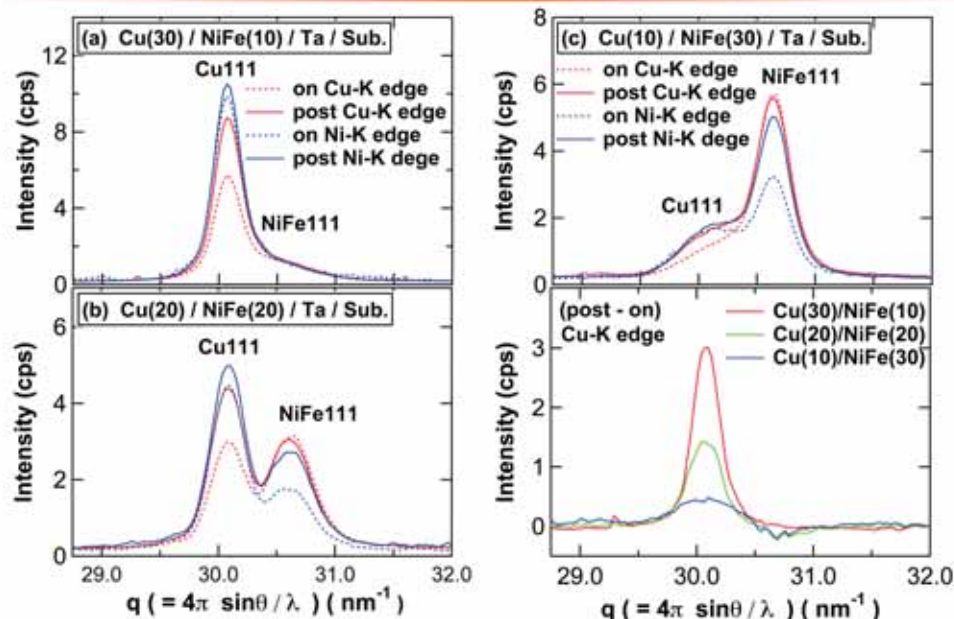 (a) Cu(30) / NiFe(10) / Ta / Sub.
Cu111
on Cu-K edge
post Cu-K edge
on Ni-K edge
post Ni-K dege
NiFe111
Intensity (cps)
12
8
4
0
(b) Cu(20) / NiFe(20) / Ta / Sub.
Cu111
NiFe111
Intensity (cps)
6
4
2
0
29.0 30.0 31.0 32.0
q ( = 4π sinθ / λ ) ( nm⁻¹ )
(c) Cu(10) / NiFe(30) / Ta / Sub.
on Cu-K edge
post Cu-K edge
on Ni-K edge
post Ni-K dege
NiFe111
Cu111
Intensity (cps)
8
6
4
2
0
(post - on)
Cu-K edge
Cu(30)/NiFe(10)
Cu(20)/NiFe(20)
Cu(10)/NiFe(30)
Intensity (cps)
3
2
1
0
29.0 30.0 31.0 32.0
q ( = 4π sinθ / λ ) ( nm⁻¹ )